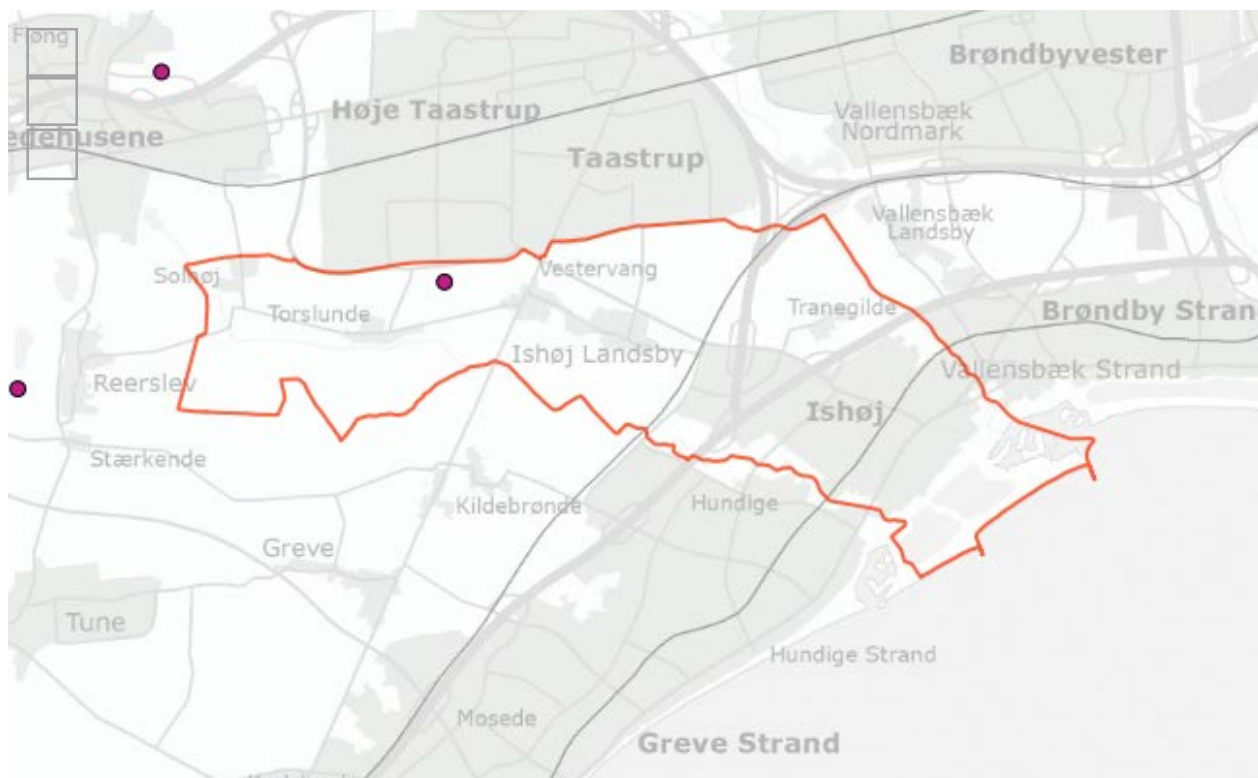 Fløng
Brøndbyvester
Høje Taastrup
Vallensbæk
Nordmark
edehusene
Taastrup
Vallensbæk
Landsby
Solhøj
Vestervang
Torslunde
Tranegilde
Brøndby Stran
Ishøj Landsby
Reerslev
Vallensbæk Strand
Ishøj
Stærkende
Kildebrønde
Hundige
Greve
Tune
Hundige Strand
Mosede
Greve Strand